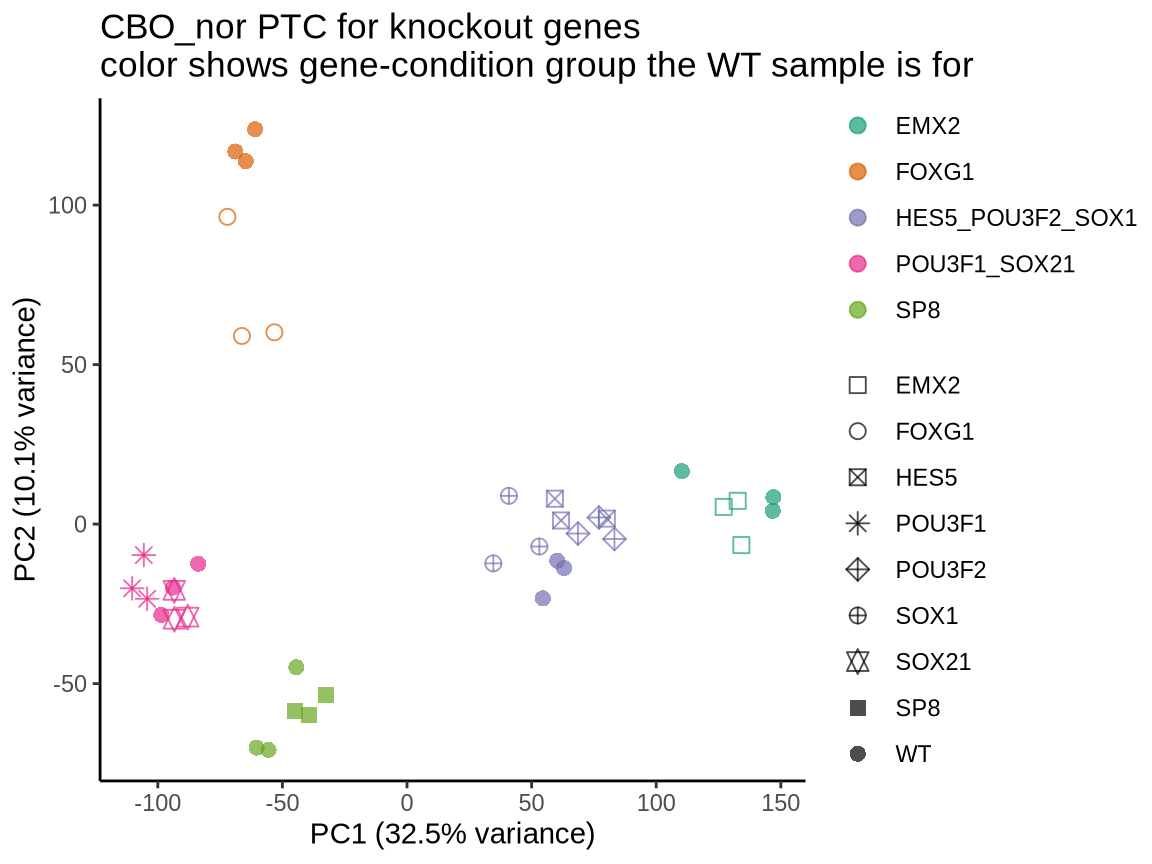 CBO_nor PTC for knockout genes
color shows gene-condition group the WT sample is for
PC2 (10.1% variance)
100
50
0
-50
-100
-50
0
50
100
150
PC1 (32.5% variance)
EMX2
FOXG1
HES5_POU3F2_SOX1
POU3F1_SOX21
SP8
EMX2
FOXG1
HES5
POU3F1
POU3F2
SOX1
SOX21
SP8
WT